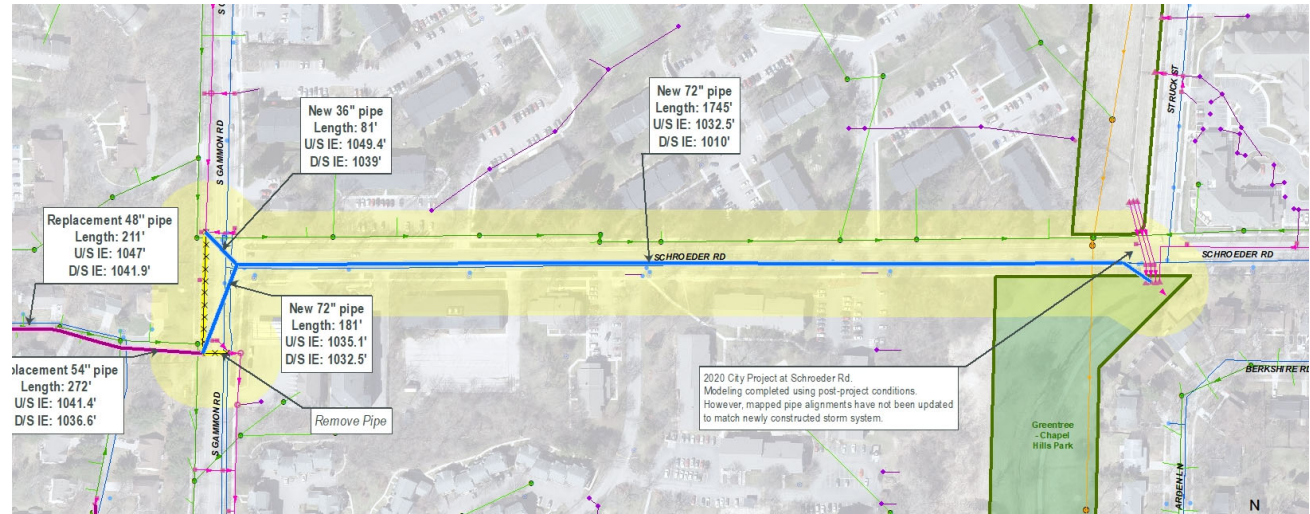 S G
S GAMMON RD
New 36" pipe
Length: 81'
U/S IE: 1049.4'
D/S IE: 1039'
New 72" pipe
Length: 1745'
U/S IE: 1032.5'
D/S IE: 1010'
STRUCK ST
Replacement 48" pipe
Length: 211'
U/S IE: 1047'
D/S IE: 1041.9'
SCHROEDER RD
SCHROEDER RD
New 72" pipe
Length: 181'
U/S IE: 1035.1'
D/S IE: 1032.5'
placement 54" pipe
Length: 272'
U/S IE: 1041.4'
D/S IE: 1036.6'
S GAMMON RD
Remove Pipe
2020 City Project at Schroeder Rd.
Modeling completed using post-project conditions.
However, mapped pipe alignments have not been updated
to match newly constructed storm system.
BERKSHIRE RD
Greentree
- Chapel
Hills Park
ARDEN LN
N